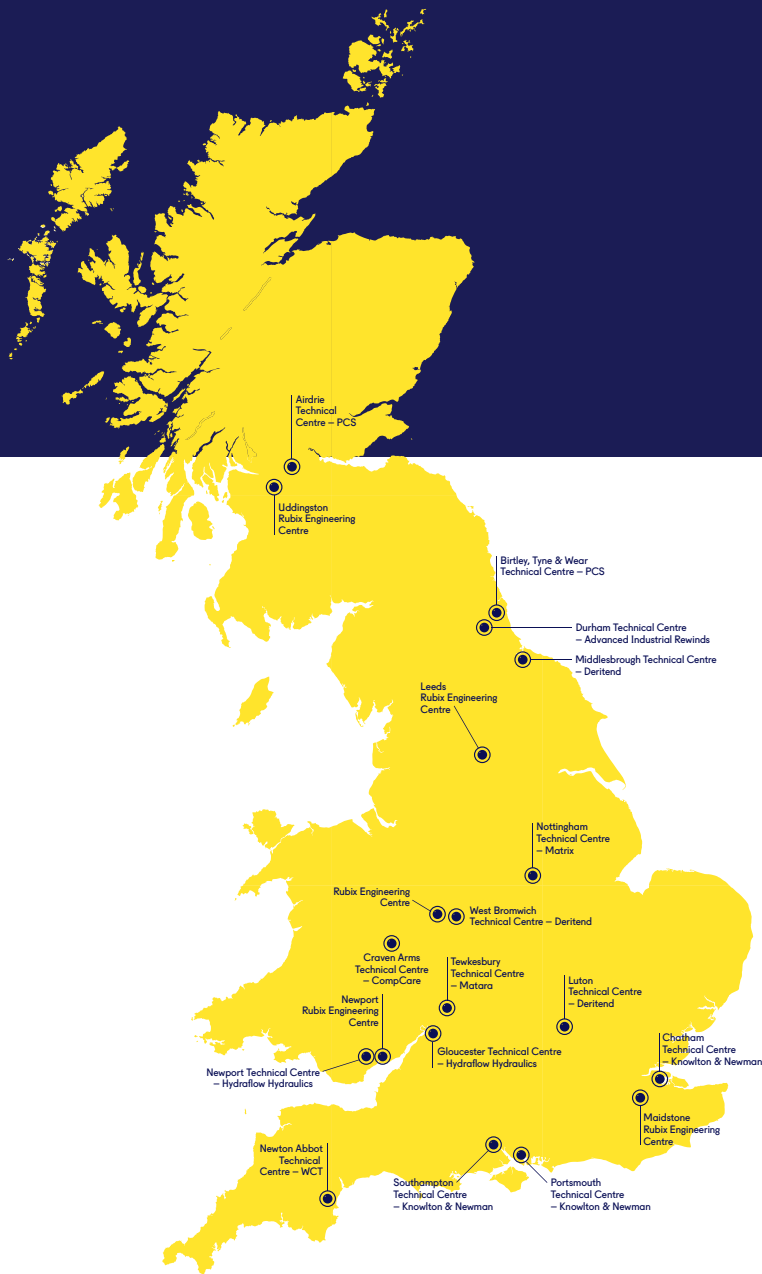 Airdrie
Technical
Centre – PCS
Uddingston
Rubix Engineering
Centre
Birtley, Tyne & Wear
Technical Centre – PCS
Durham Technical Centre
– Advanced Industrial Rewinds
Middlesbrough Technical Centre
– Deritend
Leeds
Rubix Engineering
Centre
Nottingham
Technical Centre
– Matrix
Rubix Engineering
Centre
West Bromwich
Technical Centre – Deritend
Craven Arms
Technical Centre
– CompCare
Tewkesbury
Technical Centre
– Matara
Luton
Technical Centre
– Deritend
Newport
Rubix Engineering
Centre
Gloucester Technical Centre
– Hydraflow Hydraulics
Chatham
Technical Centre
– Knowlton & Newman
Newport Technical Centre
– Hydraflow Hydraulics
Maidstone
Rubix Engineering
Centre
Newton Abbot
Technical
Centre – WCT
Southampton
Technical Centre
– Knowlton & Newman
Portsmouth
Technical Centre
– Knowlton & Newman